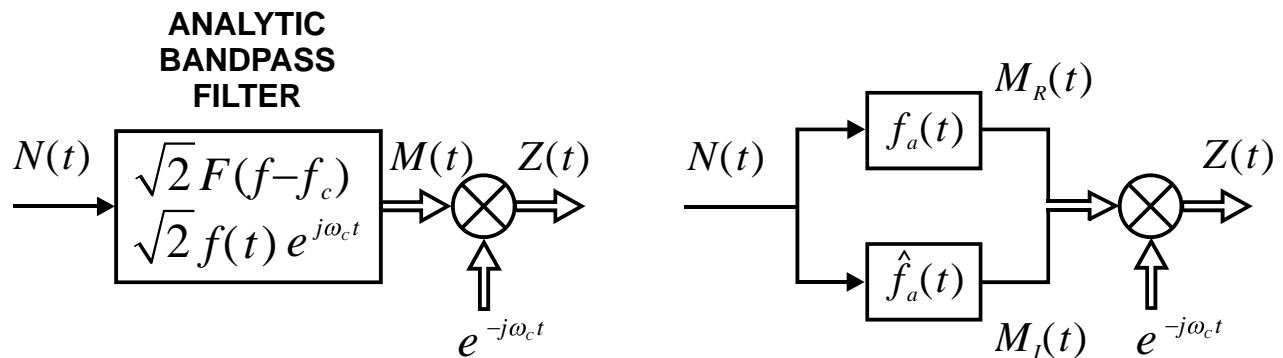 ANALYTIC
BANDPASS
FILTER
N(t)
√2 F(f−f_c)
√2 f(t) e^{jω_c t}
M(t)
Z(t)
e^{−jω_c t}
N(t)
f_a(t)
f̂_a(t)
M_R(t)
M_I(t)
Z(t)
e^{−jω_c t}